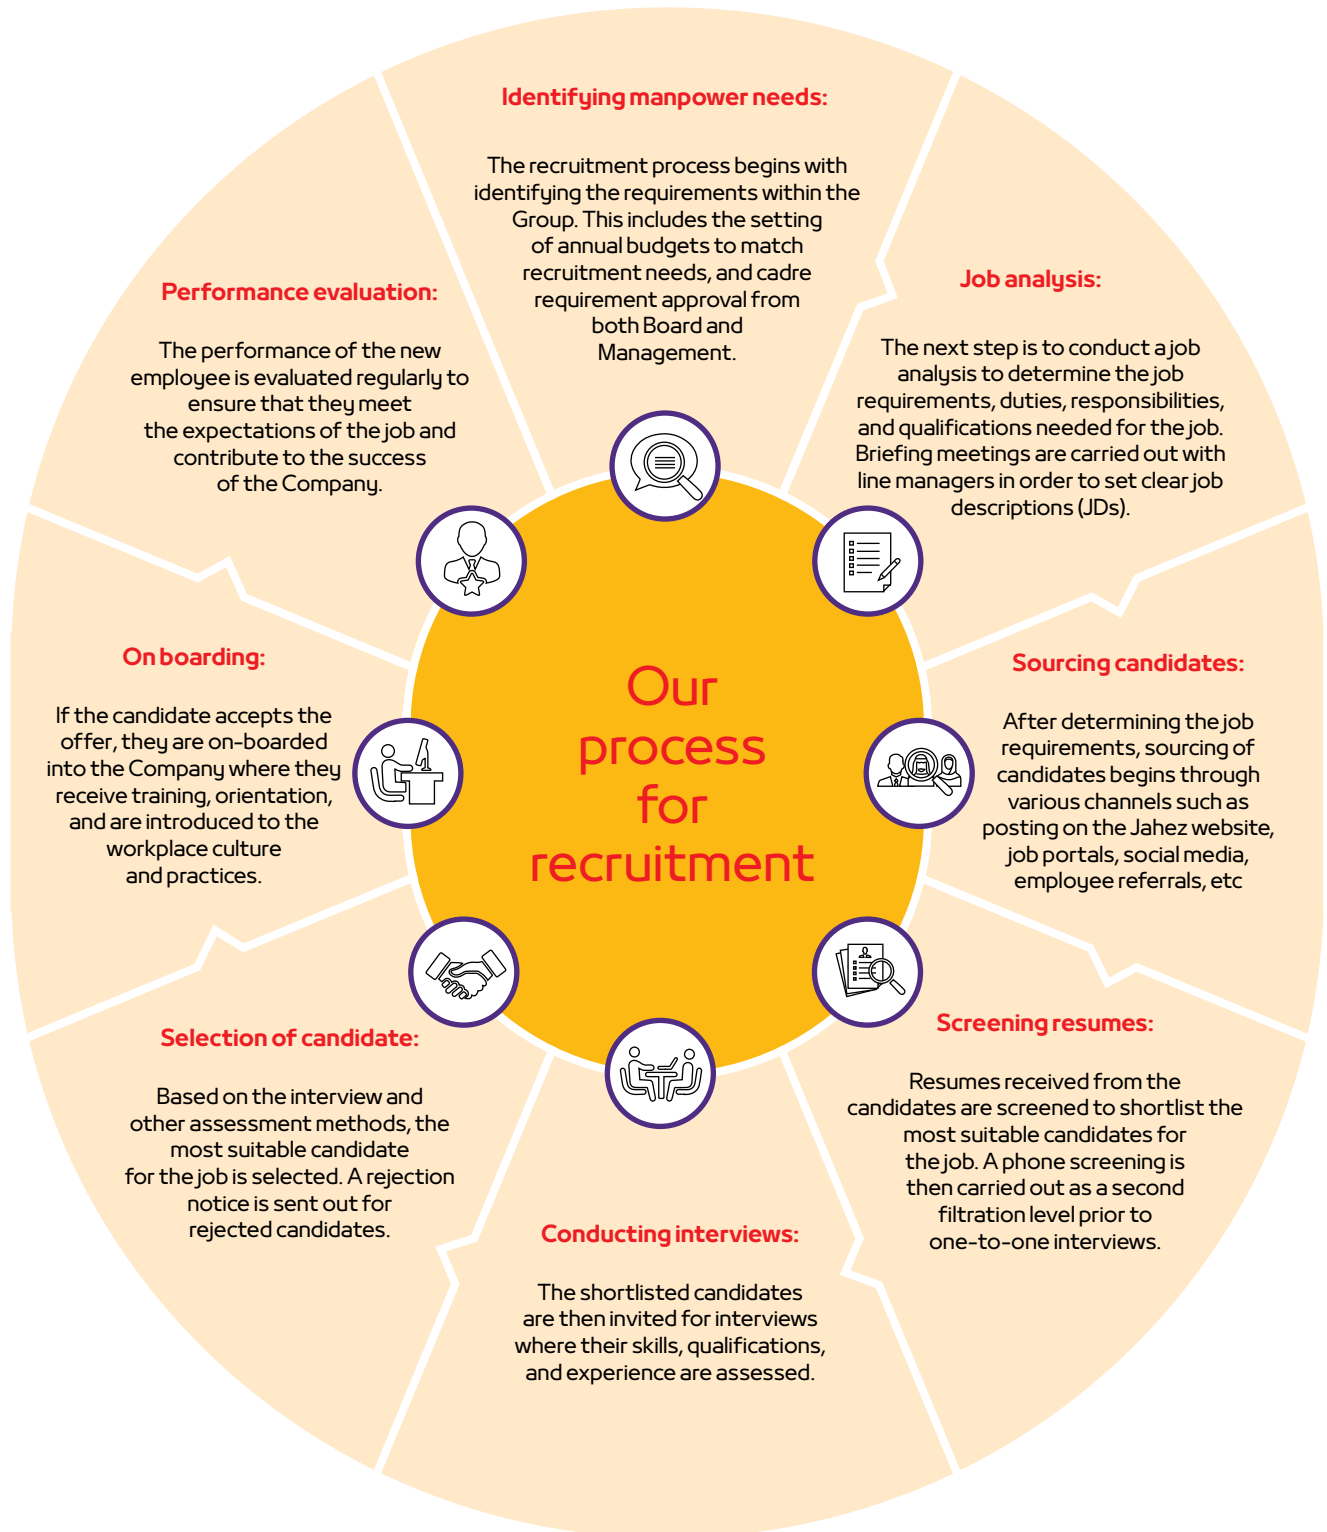 Identifying manpower needs:
The recruitment process begins with
identifying the requirements within the
Group. This includes the setting
of annual budgets to match
recruitment needs, and cadre
requirement approval from
both Board and
Management.
Job analysis:
The next step is to conduct a job
analysis to determine the job
requirements, duties, responsibilities,
and qualifications needed for the job.
Briefing meetings are carried out with
line managers in order to set clear job
descriptions (JDs).
Sourcing candidates:
After determining the job
requirements, sourcing of
candidates begins through
various channels such as
posting on the Jahez website,
job portals, social media,
employee referrals, etc
Screening resumes:
Resumes received from the
candidates are screened to shortlist the
most suitable candidates for
the job. A phone screening is
then carried out as a second
filtration level prior to
one-to-one interviews.
Conducting interviews:
The shortlisted candidates
are then invited for interviews
where their skills, qualifications,
and experience are assessed.
Selection of candidate:
Based on the interview and
other assessment methods, the
most suitable candidate
for the job is selected. A rejection
notice is sent out for
rejected candidates.
On boarding:
If the candidate accepts the
offer, they are on-boarded
into the Company where they
receive training, orientation,
and are introduced to the
workplace culture
and practices.
Performance evaluation:
The performance of the new
employee is evaluated regularly to
ensure that they meet
the expectations of the job and
contribute to the success
of the Company.
Our
process
for
recruitment